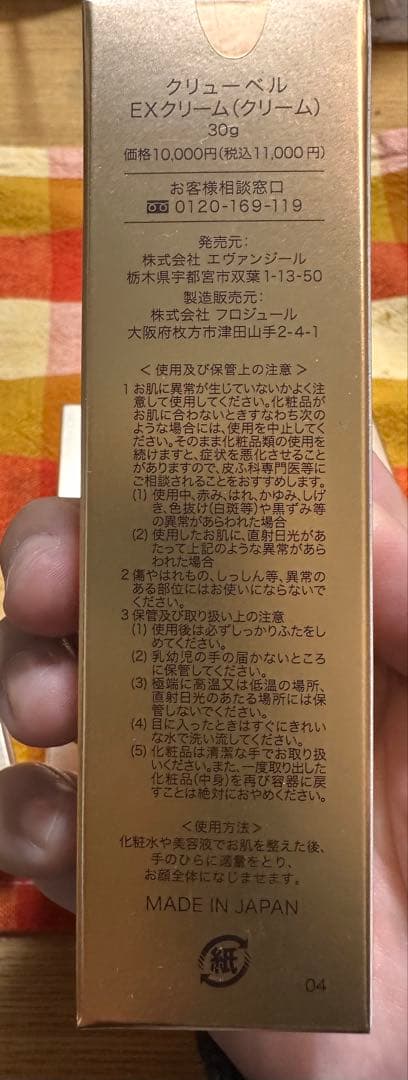 クリューベル
EXクリーム(クリーム)
30g
価格10,000円(税込11,000円)
お客様相談窓口
0120-169-119
発売元:
株式会社 エヴァンジール
栃木県宇都宮市双葉1-13-50
製造販売元:
株式会社 フロジュール
大阪府枚方市津田山手2-4-1
<使用及び保管上の注意>
1 お肌に異常が生じていないかよく注
意して使用してください。化粧品が
お肌に合わないときすなわち次の
ような場合には、使用を中止してく
ださい。そのまま化粧品類の使用を
続けますと、症状を悪化させること
がありますので、皮ふ科専門医等に
ご相談されることをおすすめします。
(1) 使用中、赤み、はれ、かゆみ、しげ
き、色抜け(白斑等)や黒ずみ等
の異常があらわれた場合
(2) 使用したお肌に、直射日光があ
たって上記のような異常があら
われた場合
2 傷やはれもの、しっしん等、異常の
ある部位にはお使いにならないで
ください。
3 保管及び取り扱い上の注意
(1) 使用後は必ずしっかりふたをし
めてください。
(2) 乳幼児の手の届かないところ
に保管してください。
(3) 極端に高温又は低温の場所、
直射日光のあたる場所には保
管しないでください。
(4) 目に入ったときはすぐにきれい
な水で洗い流してください。
(5) 化粧品は清潔な手でお取り扱
いください。また、一度取り出した
化粧品(中身)を再び容器に戻
すことは絶対におやめください。
<使用方法>
化粧水や美容液でお肌を整えた後、
手のひらに適量をとり、
お顔全体になじませます。
MADE IN JAPAN
紙
04